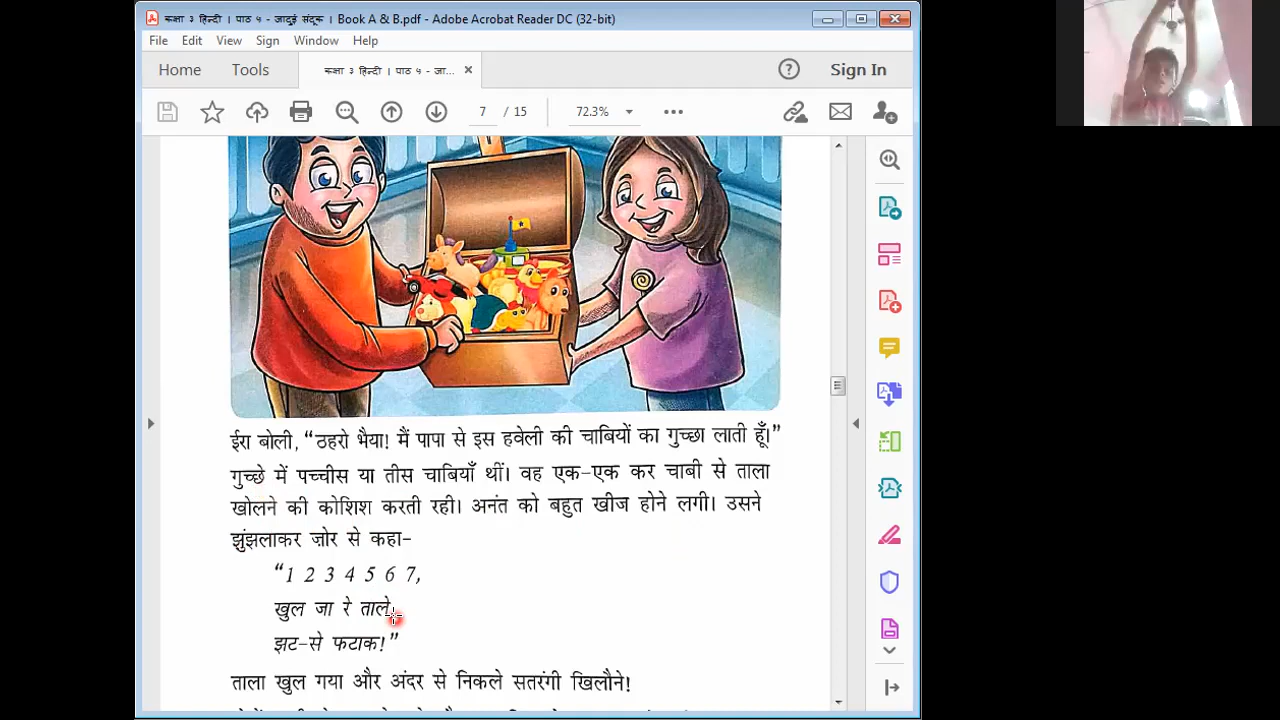 कक्षा ३ हिन्दी । पाठ ५ - जादुई संदूक । Book A & B.pdf - Adobe Acrobat Reader DC (32-bit)
File Edit View Sign Window Help
Home Tools कक्षा ३ हिन्दी । पाठ ५ - जा... Sign In
7 / 15 72.3%
ईरा बोली, “ठहरो भैया! मैं पापा से इस हवेली की चाबियों का गुच्छा लाती हूँ।”
गुच्छे में पच्चीस या तीस चाबियाँ थीं। वह एक-एक कर चाबी से ताला
खोलने की कोशिश करती रही। अनंत को बहुत खीज होने लगी। उसने
झुंझलाकर ज़ोर से कहा-
“1 2 3 4 5 6 7,
खुल जा रे ताले,
झट-से फटाक!”
ताला खुल गया और अंदर से निकले सतरंगी खिलौने!